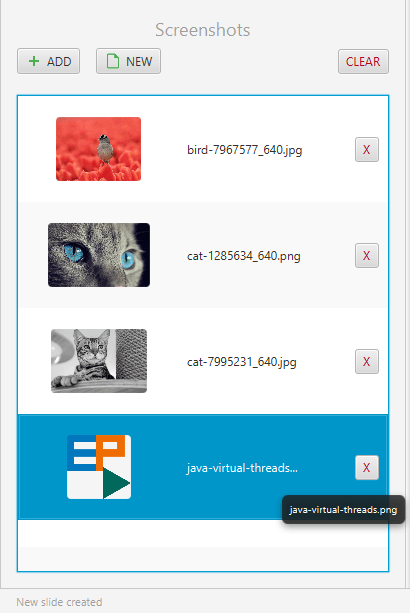 Screenshots
ADD
NEW
CLEAR
bird-7967577_640.jpg
X
cat-1285634_640.png
X
cat-7995231_640.jpg
X
EP
java-virtual-threads...
X
java-virtual-threads.png
New slide created